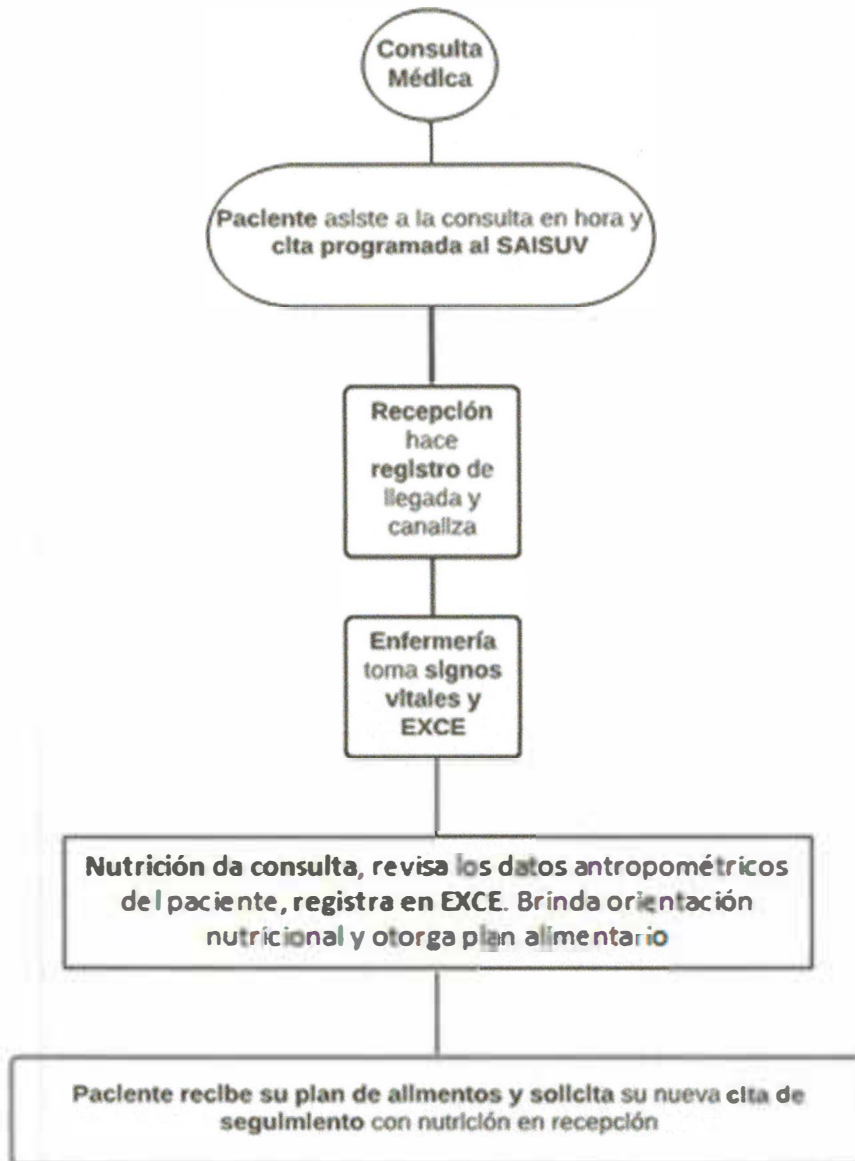 Consulta
Médica
Paciente asiste a la consulta en hora y
cita programada al SAISUV
Recepción
hace
registro de
llegada y
canaliza
Enfermería
toma signos
vitales y
EXCE
Nutrición da consulta, revisa los datos antropométricos
del paciente, registra en EXCE. Brinda orientación
nutricional y otorga plan alimentario
Paciente recibe su plan de alimentos y solicita su nueva cita de
seguimiento con nutrición en recepción